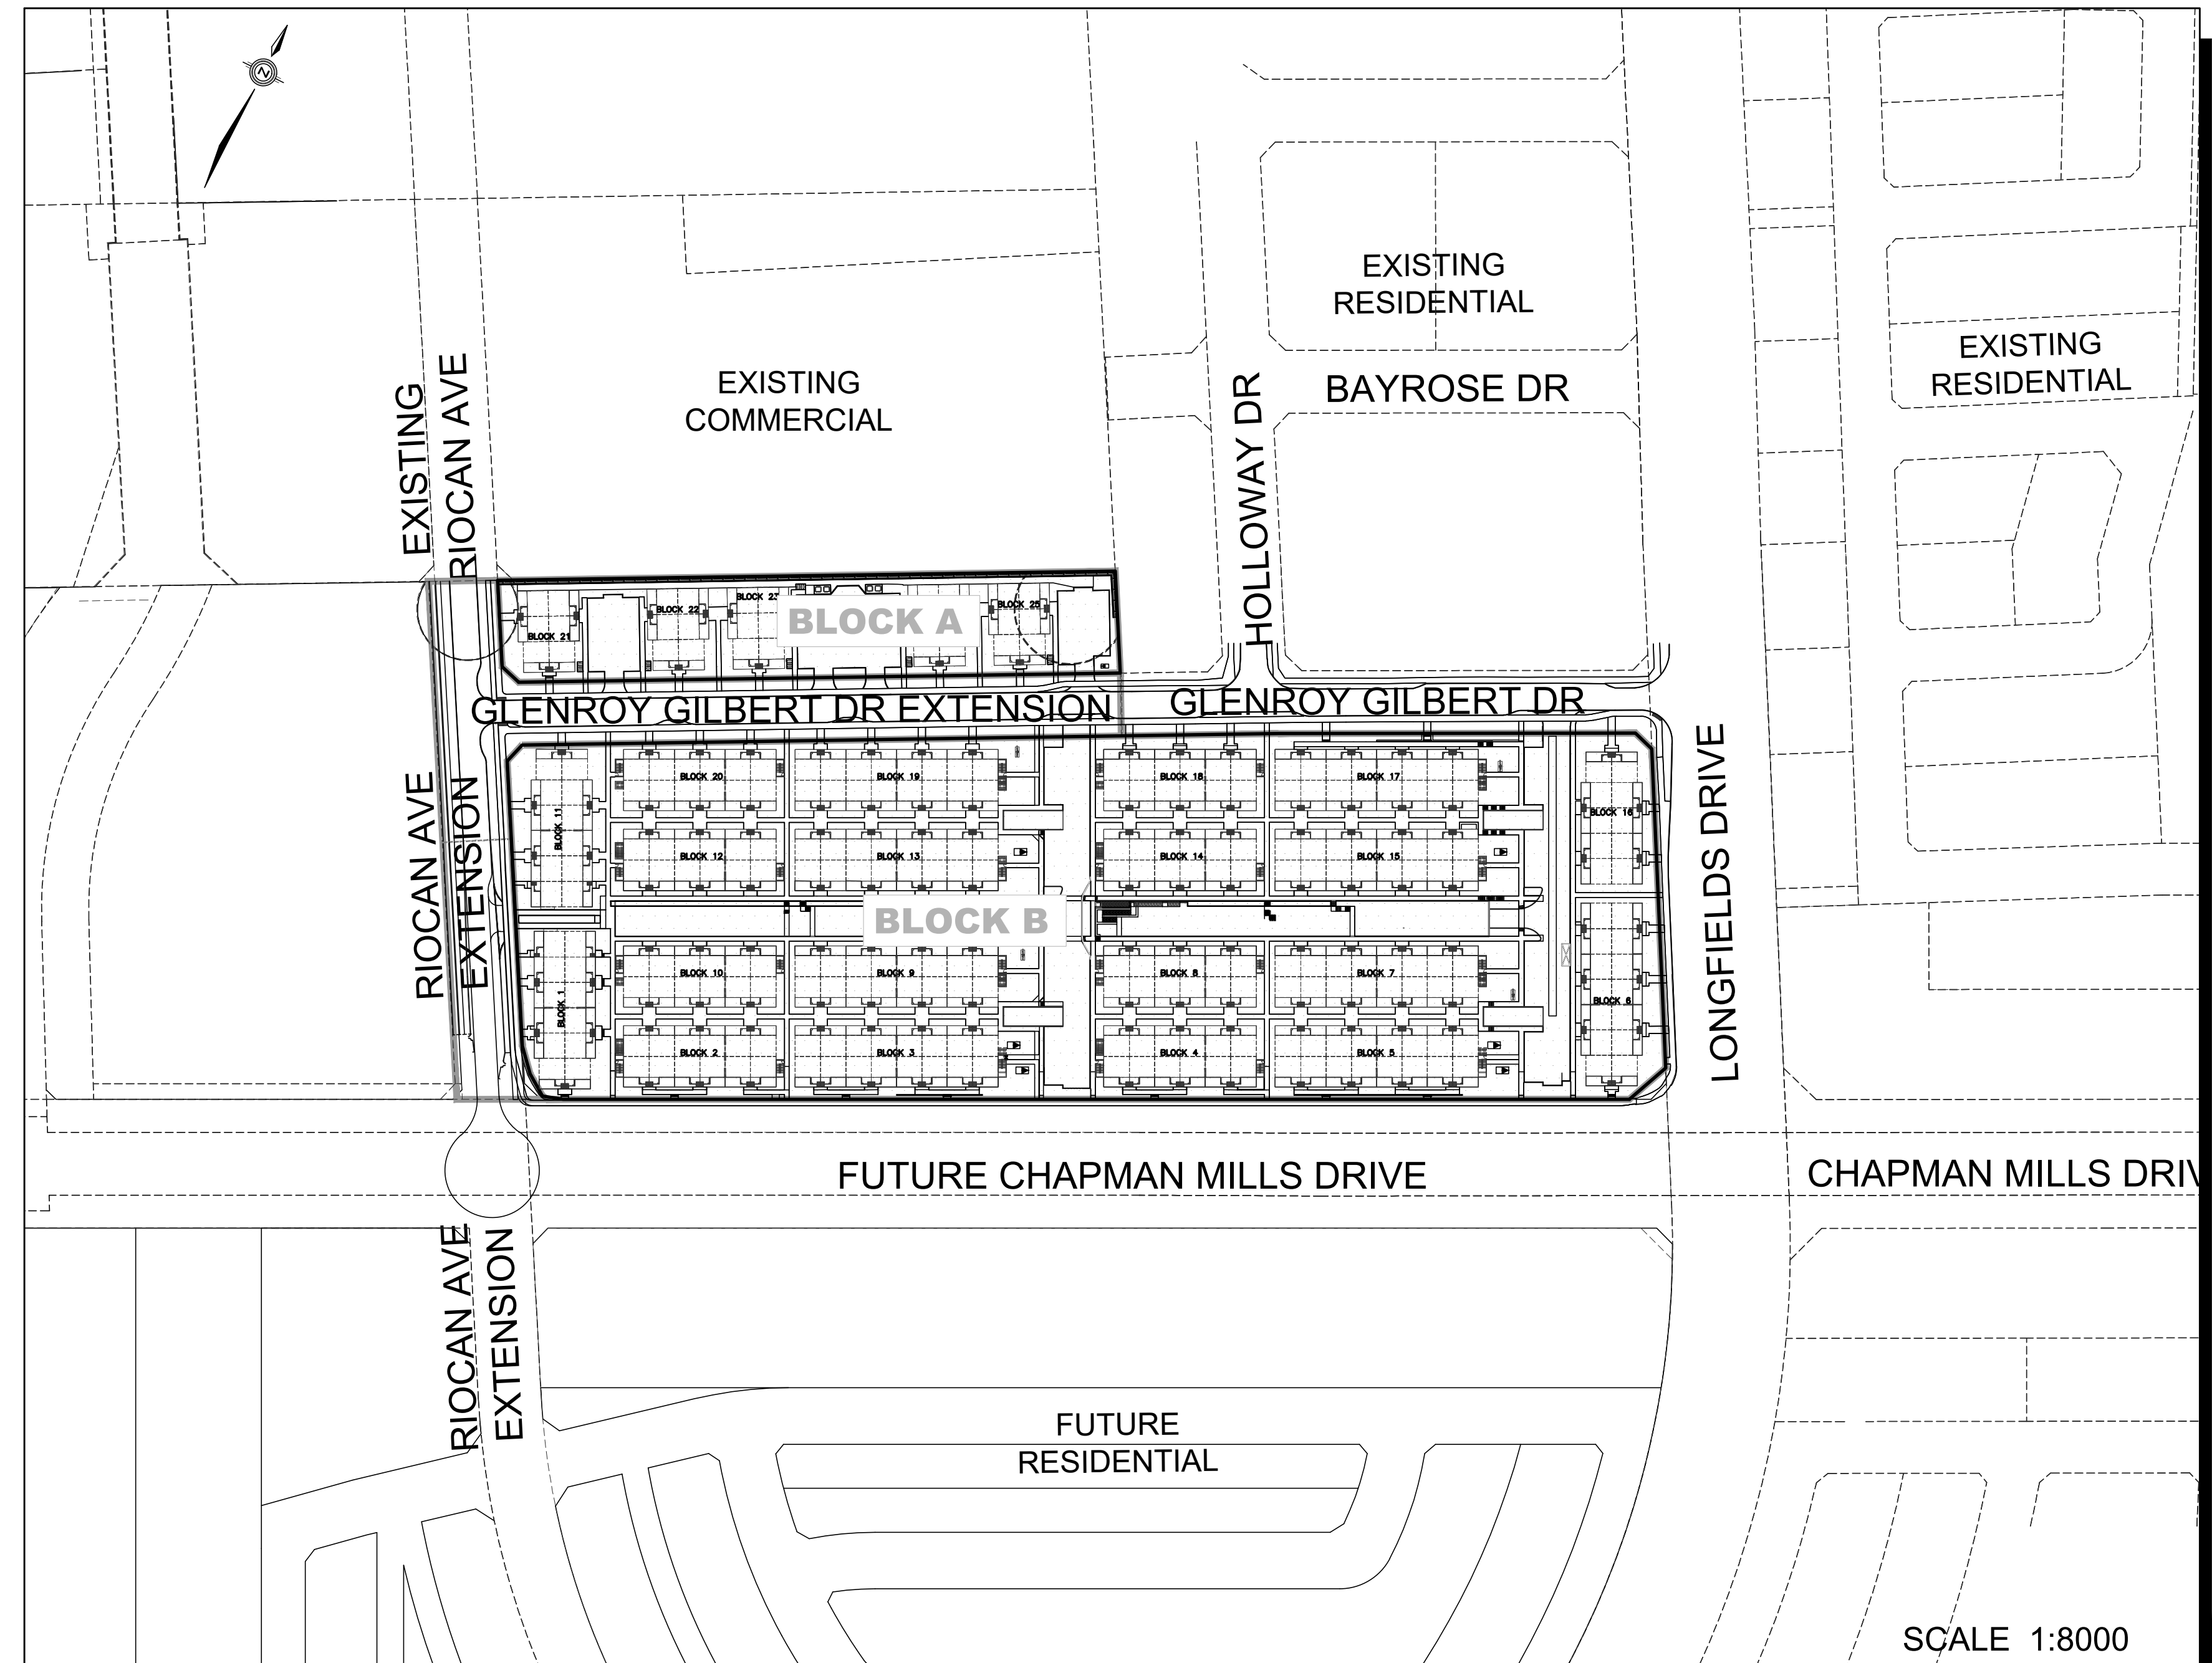 N
EXISTING
RESIDENTIAL
EXISTING
RESIDENTIAL
EXISTING
COMMERCIAL
BAYROSE DR
EXISTING
RIOCAN AVE
HOLLOWAY DR
BLOCK 21
BLOCK 22
BLOCK 23
BLOCK A
BLOCK 25
GLENROY GILBERT DR EXTENSION
GLENROY GILBERT DR
RIOCAN AVE
EXTENSION
LONGFIELDS DRIVE
BLOCK 11
BLOCK 20
BLOCK 19
BLOCK 18
BLOCK 17
BLOCK 16
BLOCK 12
BLOCK 13
BLOCK 14
BLOCK 15
BLOCK B
BLOCK 1
BLOCK 10
BLOCK 9
BLOCK 8
BLOCK 7
BLOCK 6
BLOCK 2
BLOCK 3
BLOCK 4
BLOCK 5
FUTURE CHAPMAN MILLS DRIVE
CHAPMAN MILLS DRIV
RIOCAN AVE
EXTENSION
FUTURE
RESIDENTIAL
SCALE 1:8000